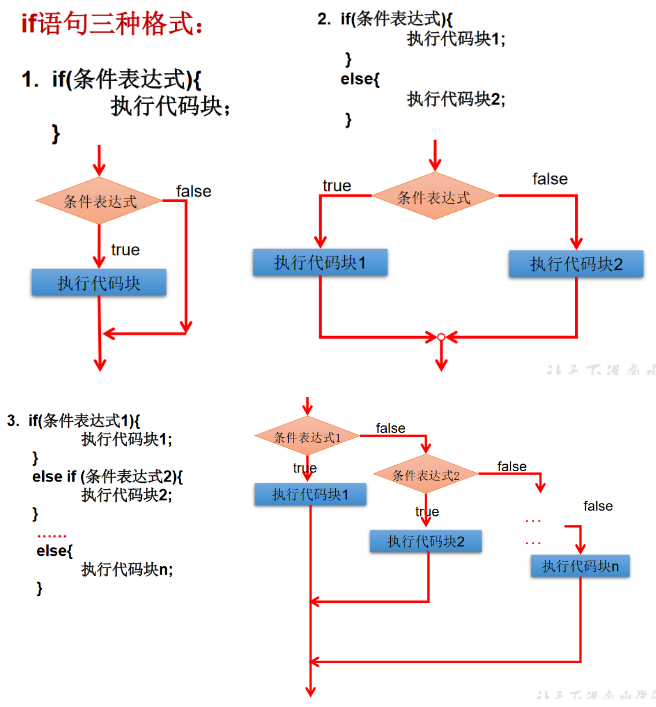 if语句三种格式：
1. if(条件表达式){
执行代码块；
}
条件表达式
false
true
执行代码块
2. if(条件表达式){
执行代码块1;
}
else{
执行代码块2;
}
true
条件表达式
false
执行代码块1
执行代码块2
3. if(条件表达式1){
执行代码块1;
}
else if (条件表达式2){
执行代码块2;
}
……
else{
执行代码块n;
}
条件表达式1
false
true
条件表达式2
false
执行代码块1
true
false
...
执行代码块2
...
执行代码块n